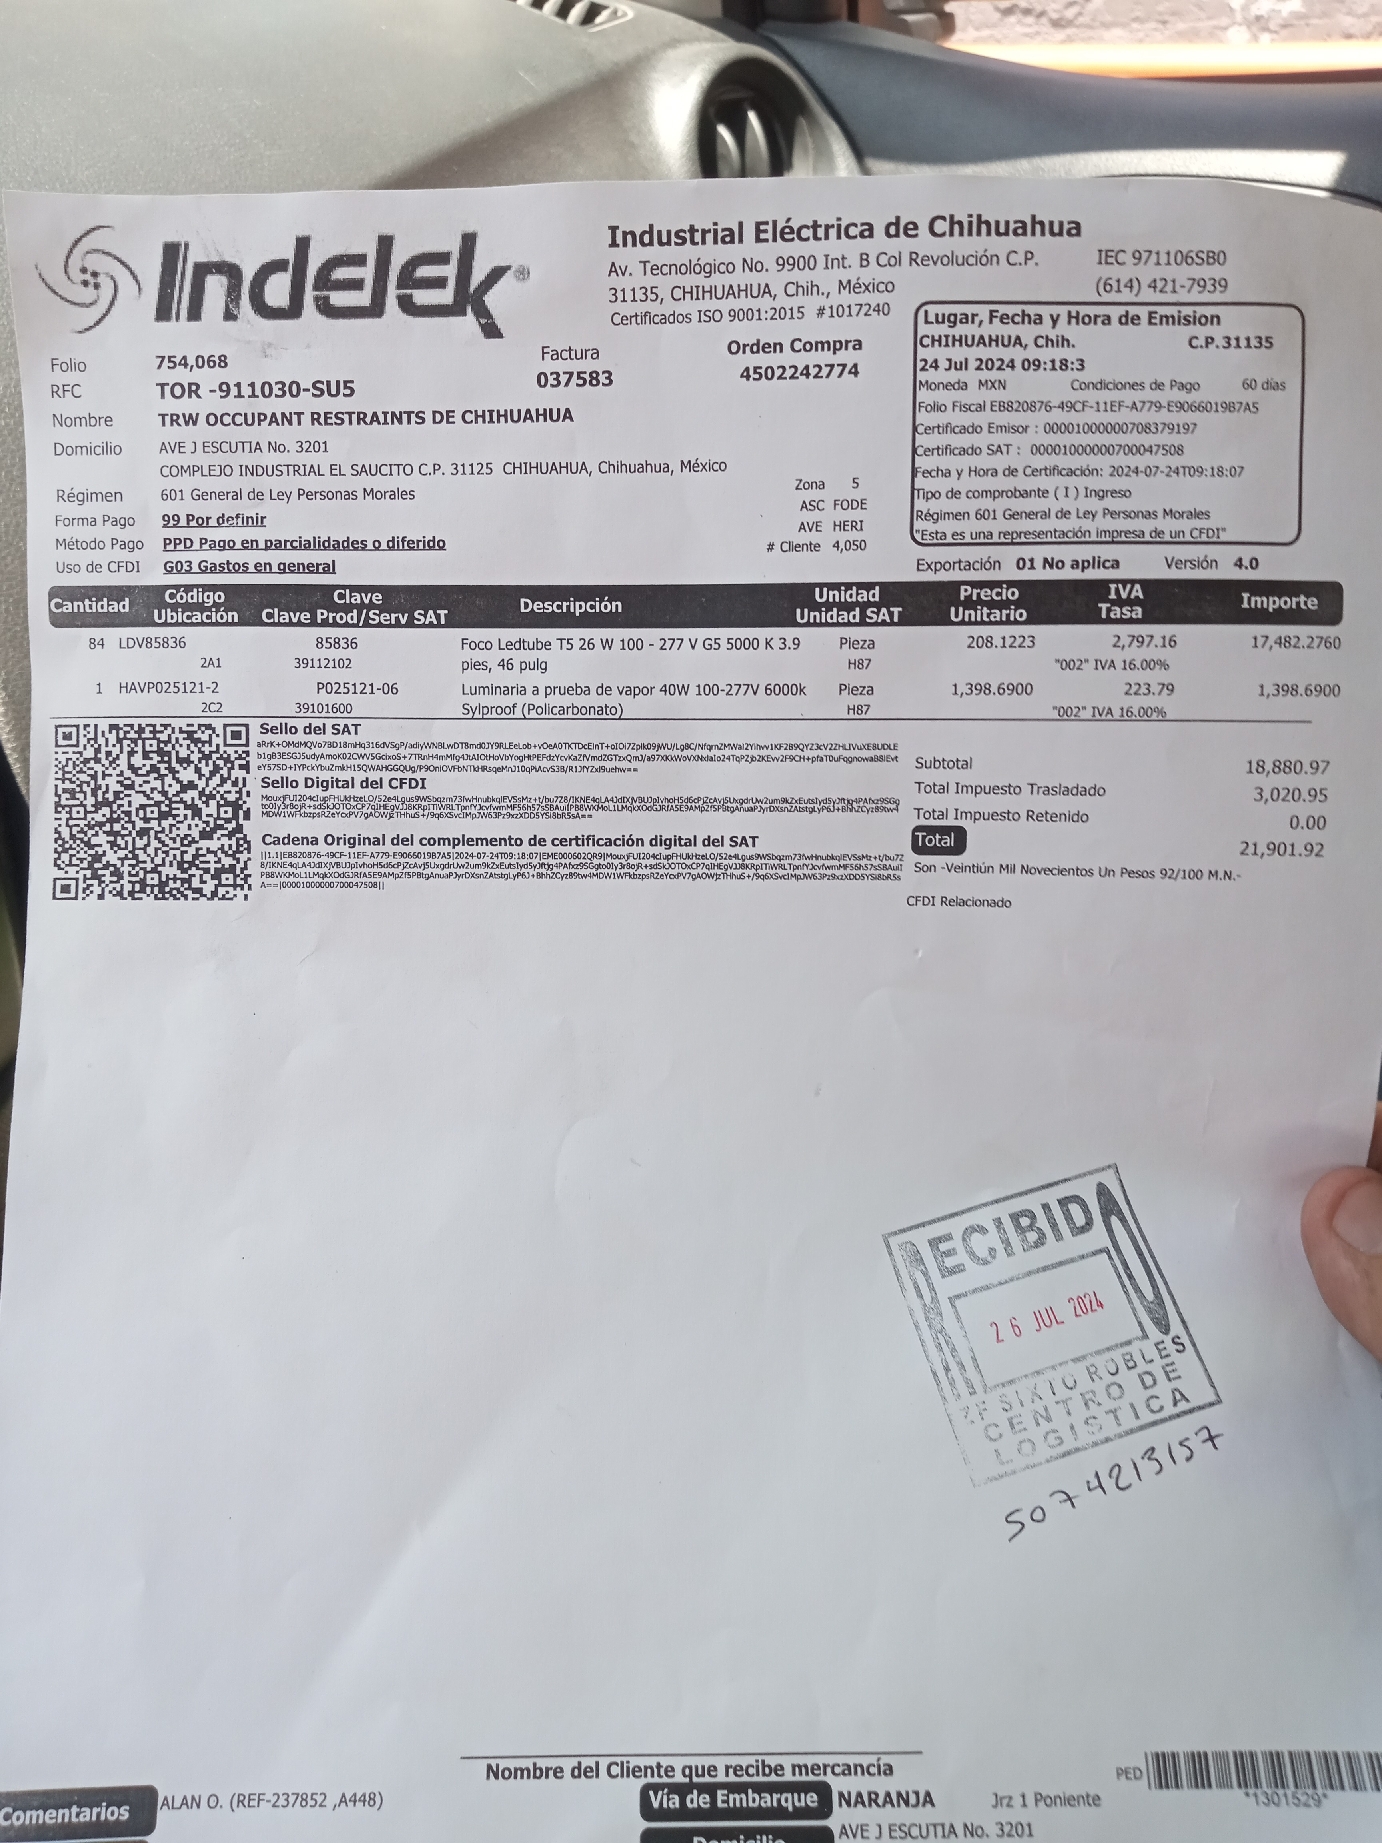 Indelek®
Industrial Eléctrica de Chihuahua
Av. Tecnológico No. 9900 Int. B Col Revolución C.P.
31135, CHIHUAHUA, Chih., México
Certificados ISO 9001:2015 #1017240
IEC 971106SB0
(614) 421-7939
Folio 754,068
Factura
037583
Orden Compra
4502242774
RFC TOR -911030-SU5
Nombre TRW OCCUPANT RESTRAINTS DE CHIHUAHUA
Domicilio AVE J ESCUTIA No. 3201
COMPLEJO INDUSTRIAL EL SAUCITO C.P. 31125 CHIHUAHUA, Chihuahua, México
Régimen 601 General de Ley Personas Morales
Forma Pago 99 Por definir
Método Pago PPD Pago en parcialidades o diferido
Uso de CFDI G03 Gastos en general
Zona 5
ASC FODE
AVE HERI
# Cliente 4,050
Lugar, Fecha y Hora de Emision
CHIHUAHUA, Chih. C.P.31135
24 Jul 2024 09:18:3
Moneda MXN Condiciones de Pago 60 días
Folio Fiscal EB820876-49CF-11EF-A779-E9066019B7A5
Certificado Emisor : 00001000000708379197
Certificado SAT : 00001000000700047508
Fecha y Hora de Certificación: 2024-07-24T09:18:07
Tipo de comprobante ( I ) Ingreso
Régimen 601 General de Ley Personas Morales
"Esta es una representación impresa de un CFDI"
Exportación 01 No aplica Versión 4.0
Cantidad Código Clave Descripción Unidad Precio IVA Importe
Ubicación Clave Prod/Serv SAT Unidad SAT Unitario Tasa
84 LDV85836 85836 Foco Ledtube T5 26 W 100 - 277 V G5 5000 K 3.9 Pieza 208.1223 2,797.16 17,482.2760
2A1 39112102 pies, 46 pulg H87 "002" IVA 16.00%
1 HAVP025121-2 P025121-06 Luminaria a prueba de vapor 40W 100-277V 6000k Pieza 1,398.6900 223.79 1,398.6900
2C2 39101600 Sylproof (Policarbonato) H87 "002" IVA 16.00%
Sello del SAT
Sello Digital del CFDI
Cadena Original del complemento de certificación digital del SAT
Subtotal 18,880.97
Total Impuesto Trasladado 3,020.95
Total Impuesto Retenido 0.00
Total 21,901.92
Son -Veintiún Mil Novecientos Un Pesos 92/100 M.N.-
CFDI Relacionado
RECIBIDO
26 JUL 2024
ZF SIXTO ROBLES
CENTRO DE
LOGISTICA
5074213157
Nombre del Cliente que recibe mercancía
PED
*1301529*
Comentarios ALAN O. (REF-237852 ,A448)
Vía de Embarque NARANJA Jrz 1 Poniente
Domicilio AVE J ESCUTIA No. 3201